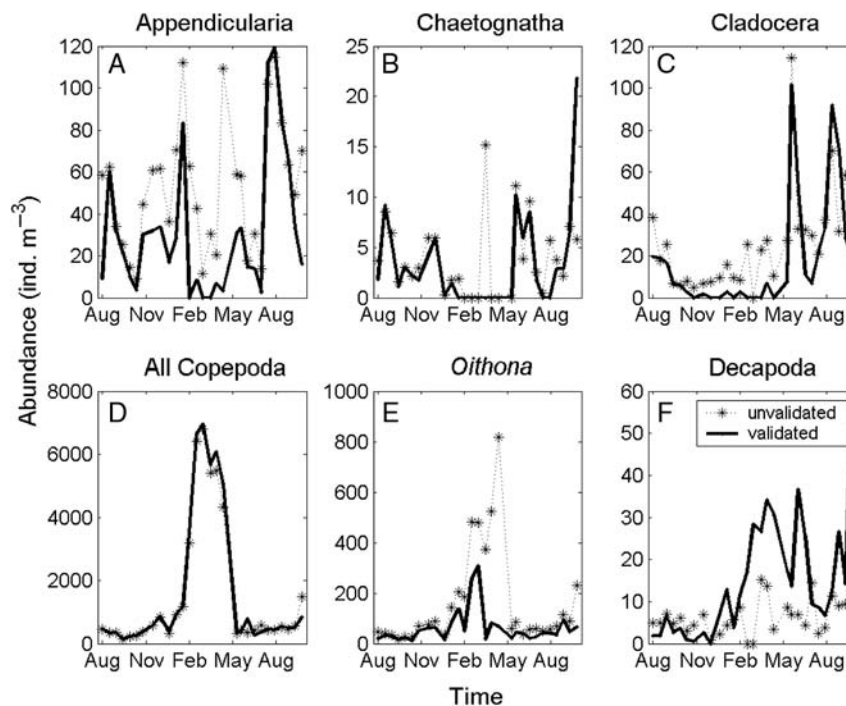 Appendicularia Chaetognatha Cladocera
A B C
120 100 80 60 40 20 0
Aug Nov Feb May Aug
25 20 15 10 5 0
Aug Nov Feb May Aug
120 100 80 60 40 20 0
Aug Nov Feb May Aug
Abundance (ind. m−3)
All Copepoda Oithona Decapoda
D E F
8000 6000 4000 2000 0
Aug Nov Feb May Aug
1000 800 600 400 200 0
Aug Nov Feb May Aug
60 50 40 30 20 10 0
unvalidated
validated
Aug Nov Feb May Aug
Time